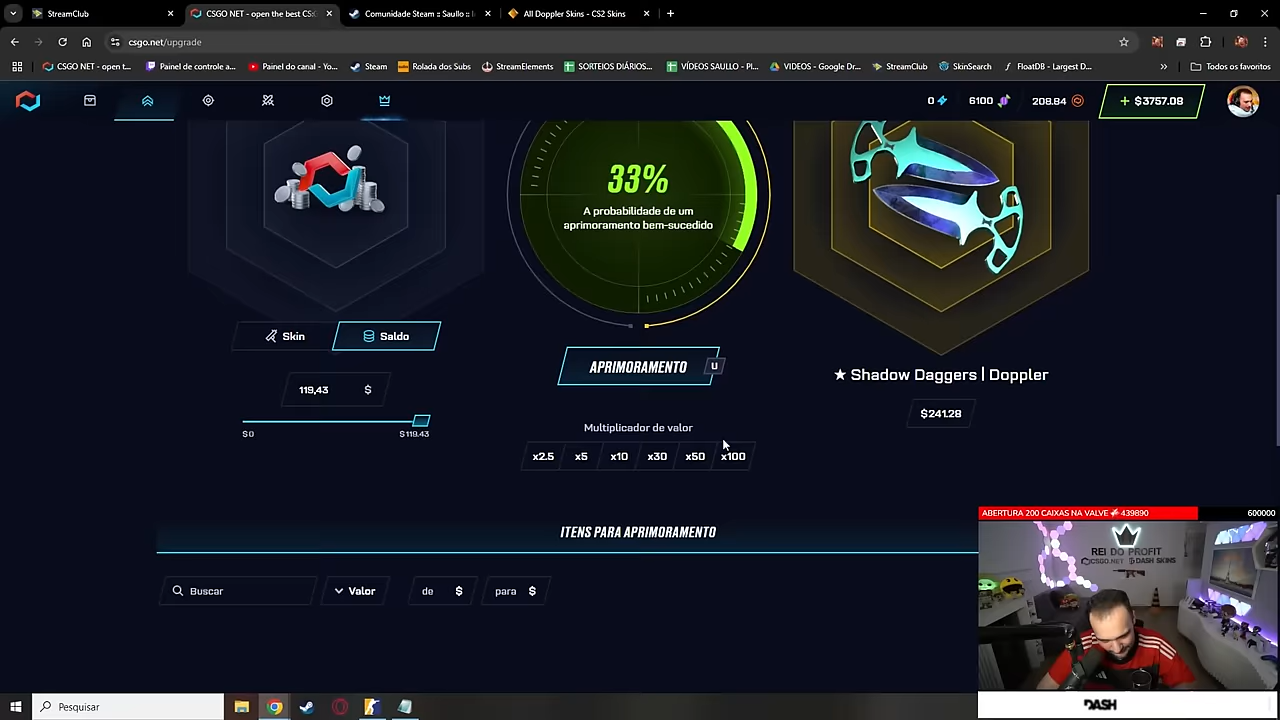 StreamClub
CSGO NET - open the best CS:G
Comunidade Steam :: Saullo ::
All Doppler Skins - CS2 Skins
csgo.net/upgrade
CSGO NET - open t...
Painel de controle a...
Painel do canal - Yo...
Steam
Rolada dos Subs
StreamElements
SORTEIOS DIÁRIOS...
VÍDEOS SAULLO - Pl...
VIDEOS - Google Dr...
StreamClub
SkinSearch
FloatDB - Largest D...
Todos os favoritos
0
6100
208.84
+ $3757.08
33%
A probabilidade de um
aprimoramento bem-sucedido
Skin
Saldo
119,43 $
$0
$119.43
APRIMORAMENTO
U
★ Shadow Daggers | Doppler
$241.28
Multiplicador de valor
x2.5
x5
x10
x30
x50
x100
ITENS PARA APRIMORAMENTO
Buscar
Valor
de $
para $
ABERTURA 200 CAIXAS NA VALVE 439890
600000
REI DO PROFIT
CSGO.NET DASH SKINS
DASH
Pesquisar